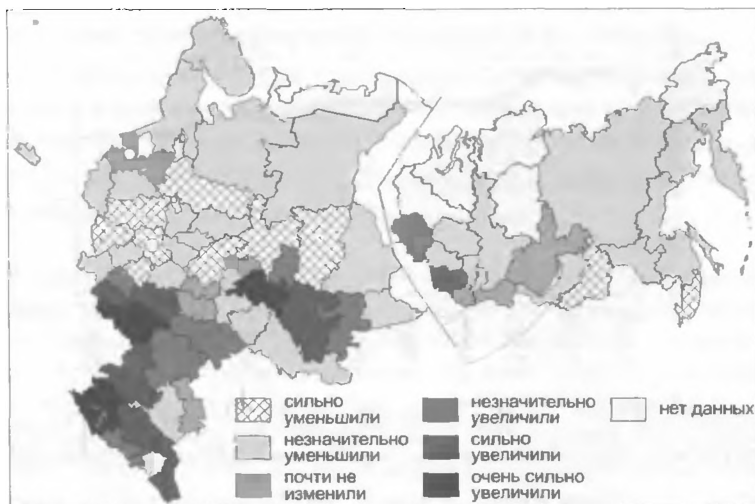 сильно
уменьшили
незначительно
уменьшили
почти не
изменили
незначительно
увеличили
сильно
увеличили
очень сильно
увеличили
нет данных